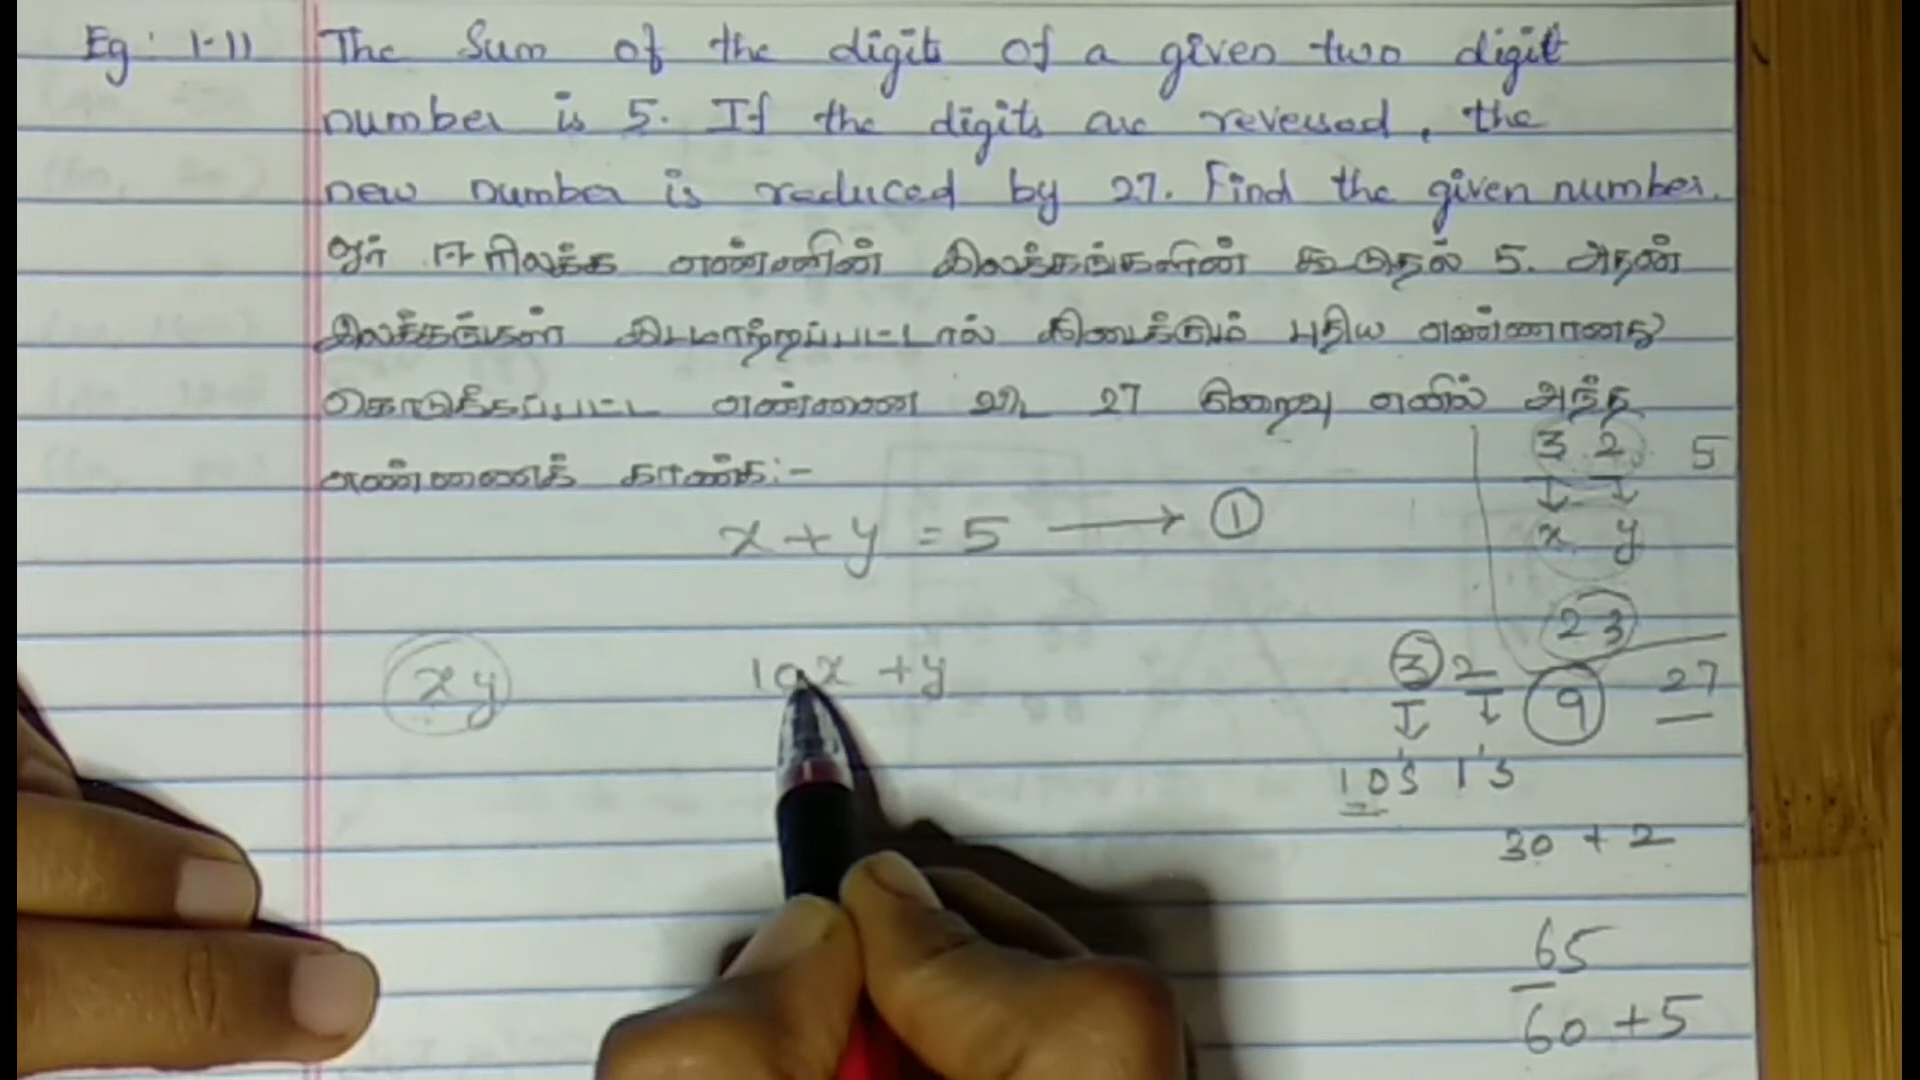 Eg: 1.11 The Sum of the digits of a given two digit
number is 5. If the digits are reversed, the
new number is reduced by 27. Find the given number.
ஓர் ஈரிலக்க எண்ணின் இலக்கங்களின் கூடுதல் 5. அதன்
இலக்கங்கள் இடமாற்றப்பட்டால் கிடைக்கும் புதிய எண்ணானது
கொடுக்கப்பட்ட எண்ணை விட 27 குறைவு எனில் அந்த
எண்ணைக் காண்க:-
3 2 5
x + y = 5 → ①
x y
23
xy 10x + y
3 2 9 27
10's 1's
30 + 2
65
60 + 5